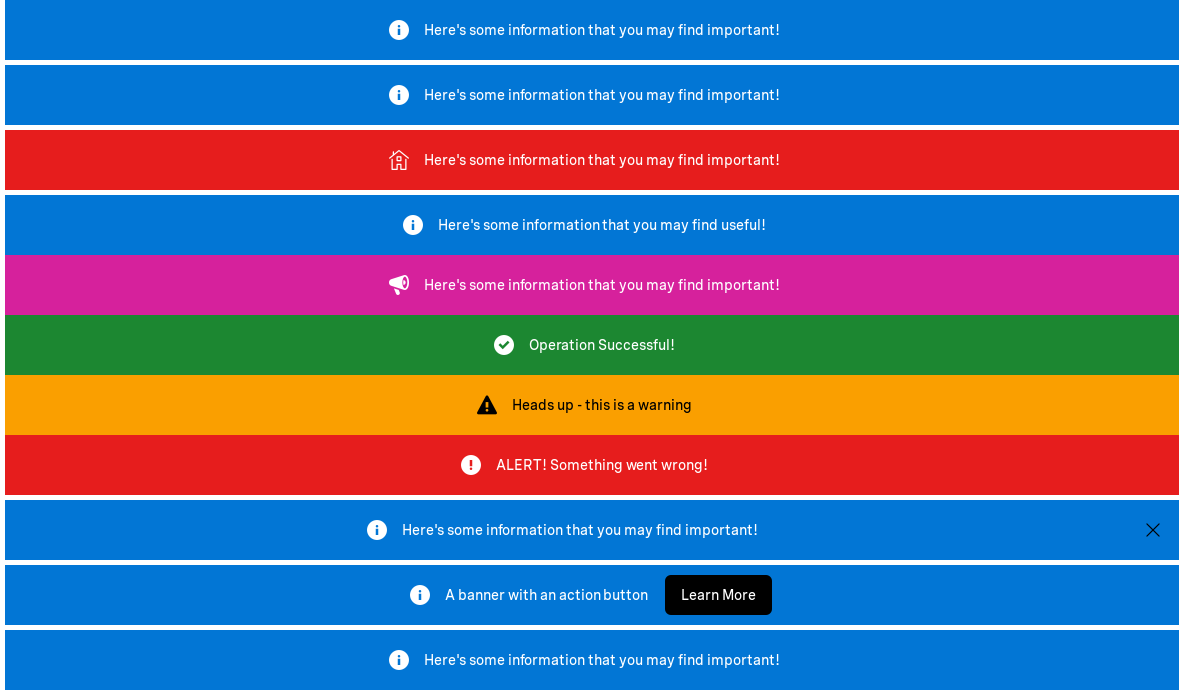 Here's some information that you may find important!
Here's some information that you may find important!
Here's some information that you may find important!
Here's some information that you may find useful!
Here's some information that you may find important!
Operation Successful!
Heads up - this is a warning
ALERT! Something went wrong!
Here's some information that you may find important!
A banner with an action button Learn More
Here's some information that you may find important!